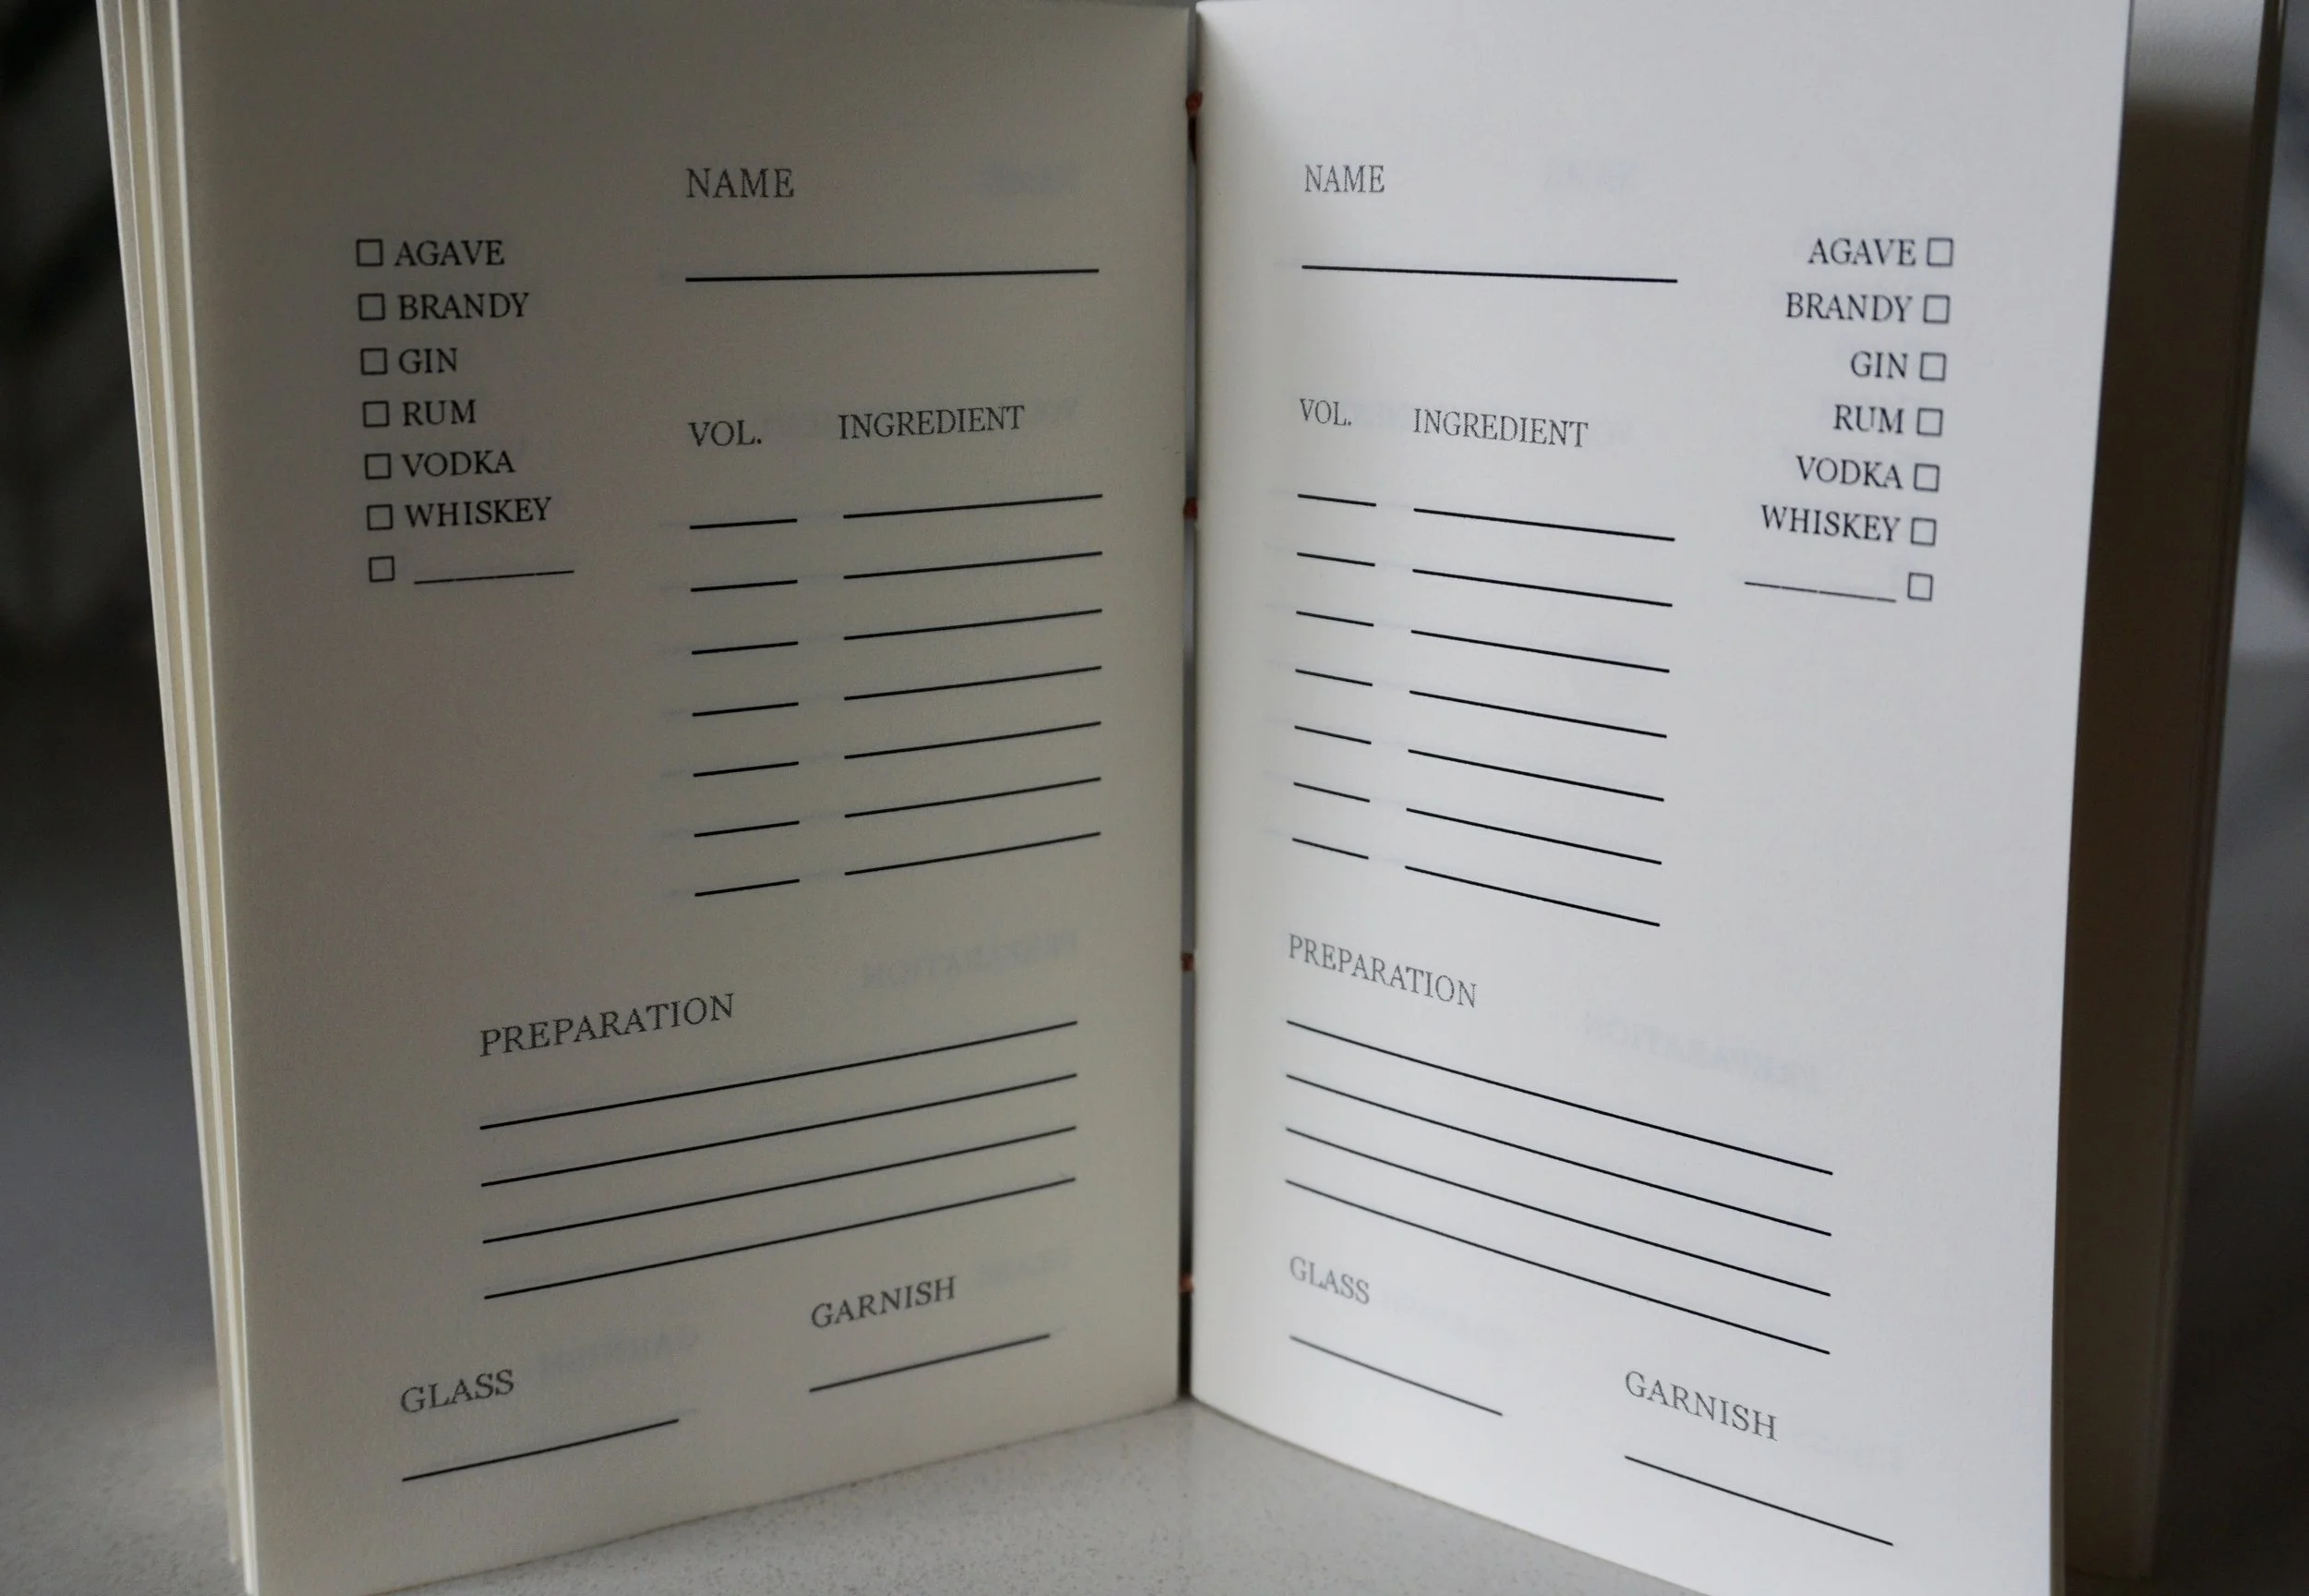 NAME
AGAVE
BRANDY
GIN
RUM
VODKA
WHISKEY
VOL. INGREDIENT
PREPARATION
GLASS GARNISH
NAME
AGAVE
BRANDY
GIN
RUM
VODKA
WHISKEY
VOL. INGREDIENT
PREPARATION
GLASS
GARNISH